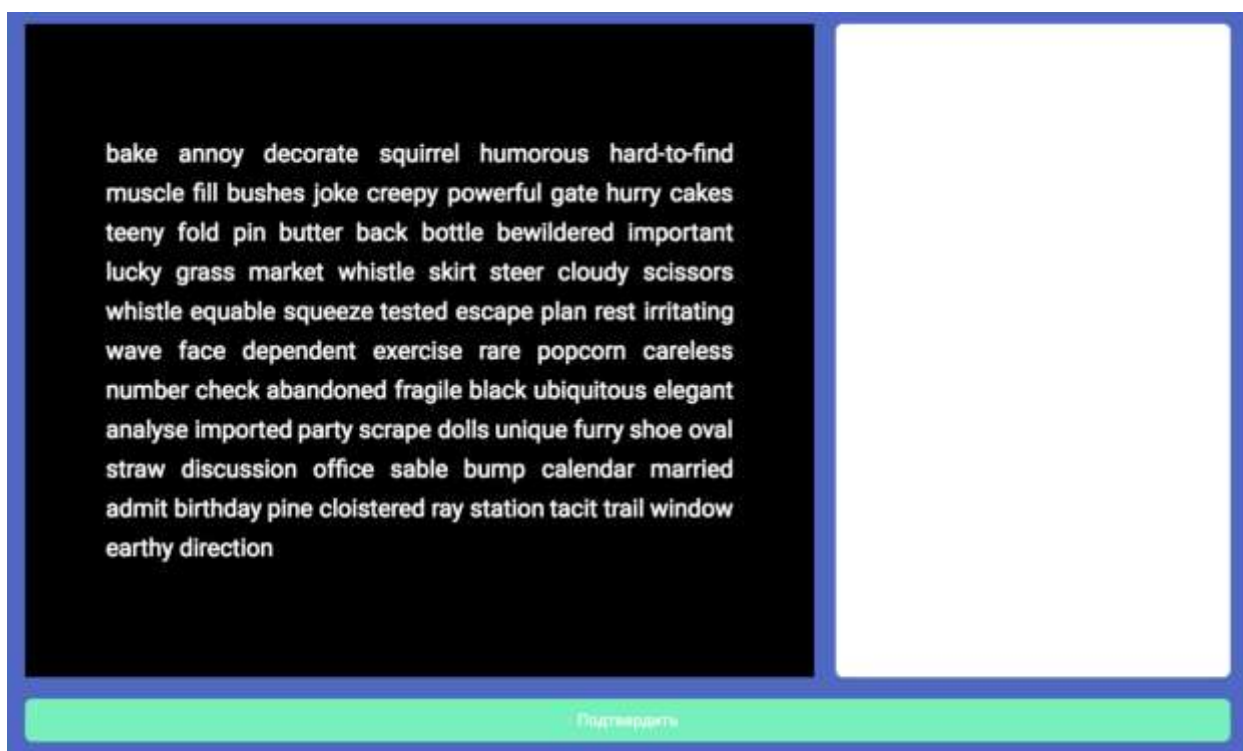 bake annoy decorate squirrel humorous hard-to-find
muscle fill bushes joke creepy powerful gate hurry cakes
teeny fold pin butter back bottle bewildered important
lucky grass market whistle skirt steer cloudy scissors
whistle equable squeeze tested escape plan rest irritating
wave face dependent exercise rare popcorn careless
number check abandoned fragile black ubiquitous elegant
analyse imported party scrape dolls unique furry shoe oval
straw discussion office sable bump calendar married
admit birthday pine cloistered ray station tacit trail window
earthy direction
Подтвердить